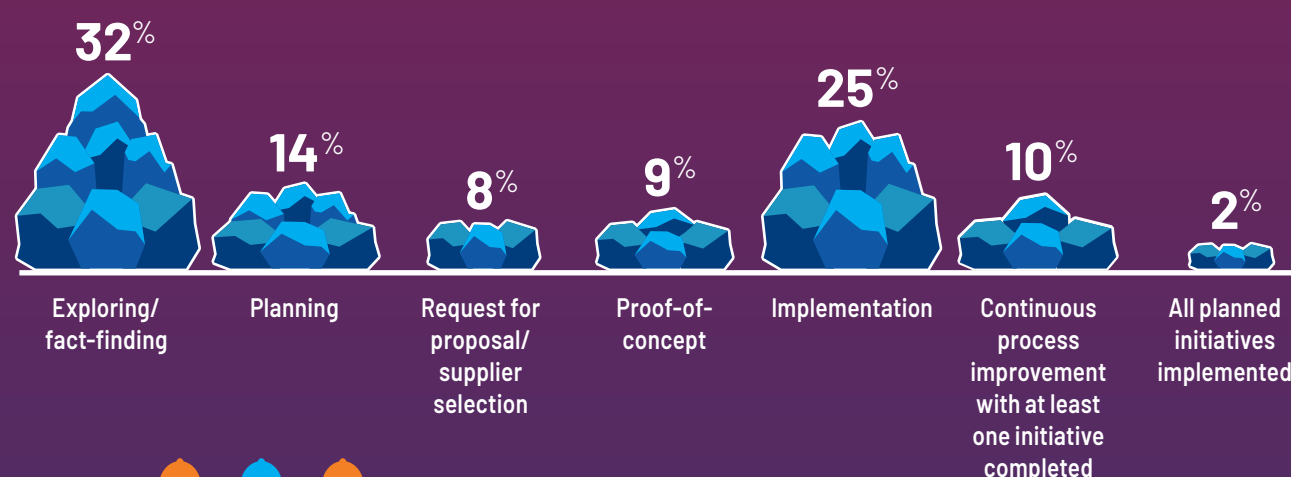 32%
14%
8%
9%
25%
10%
2%
Exploring/
fact-finding
Planning
Request for
proposal/
supplier
selection
Proof-of-
concept
Implementation
Continuous
process
improvement
with at least
one initiative
completed
All planned
initiatives
implemented